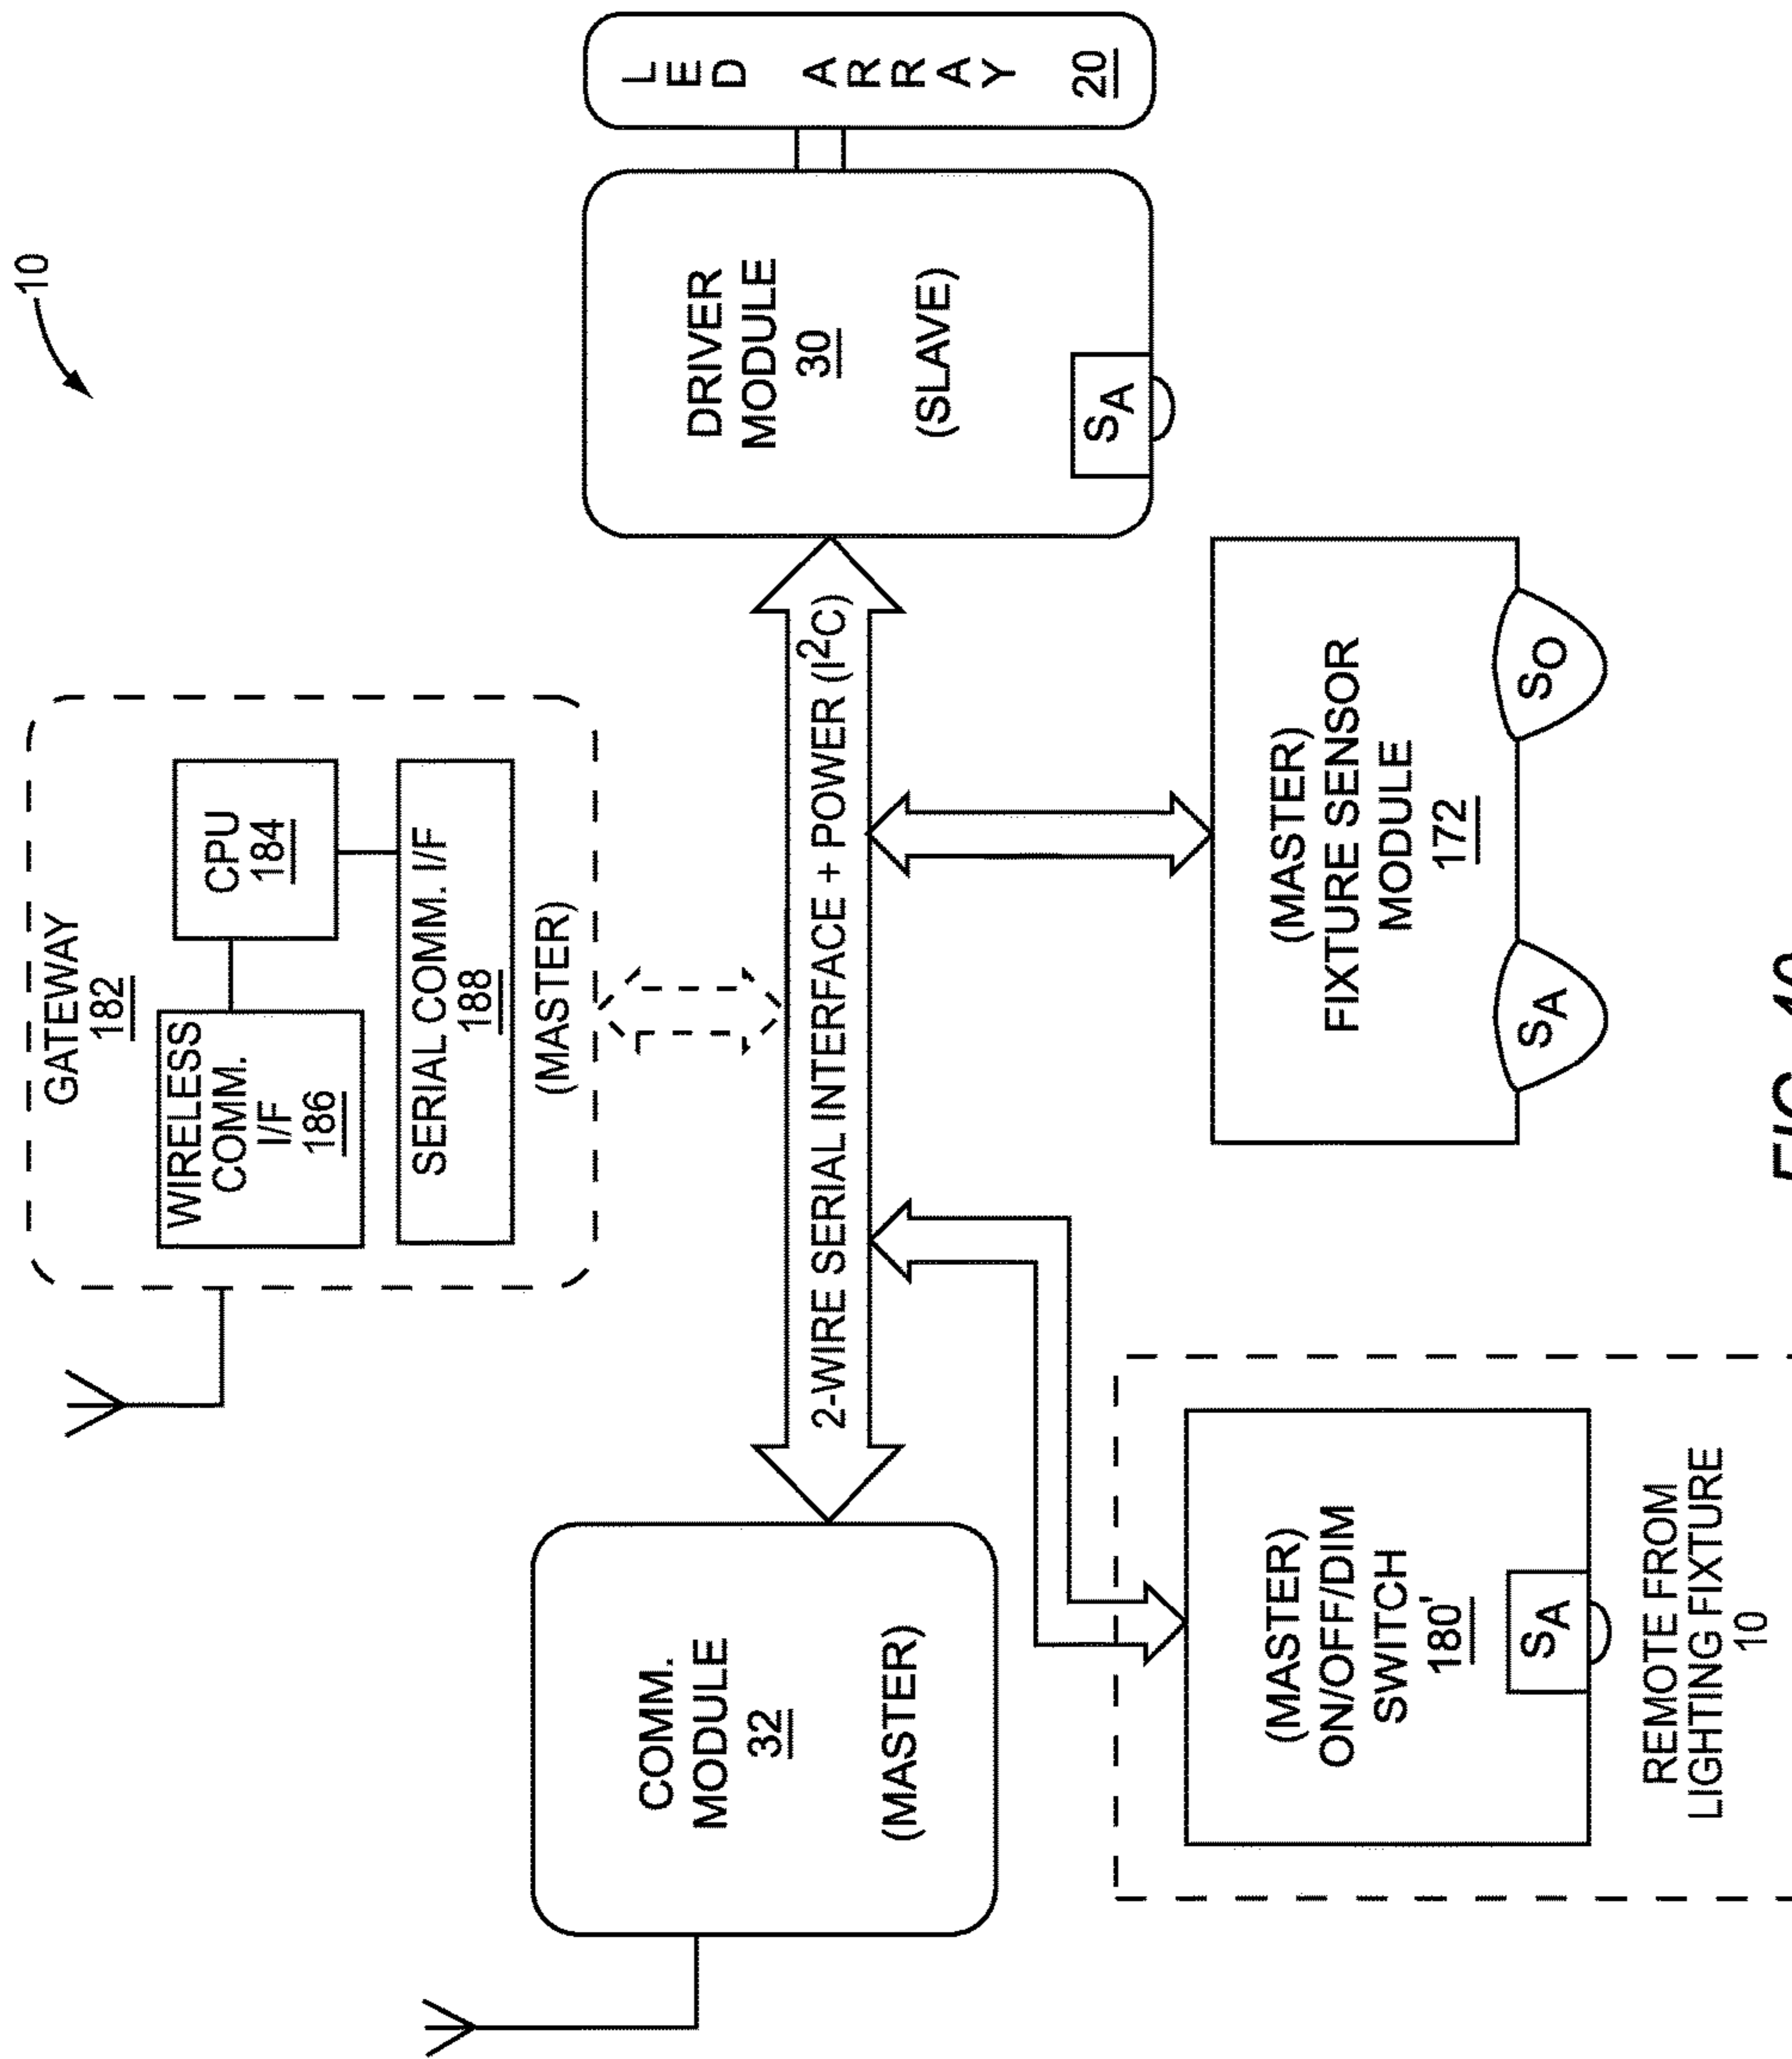 10
GATEWAY
182
WIRELESS
COMM.
I/F
186
CPU
184
SERIAL COMM. I/F
188
(MASTER)
COMM.
MODULE
32
(MASTER)
2-WIRE SERIAL INTERFACE + POWER (I²C)
DRIVER
MODULE
30
(SLAVE)
SA
LED ARRAY
20
(MASTER)
ON/OFF/DIM
SWITCH
180'
SA
REMOTE FROM
LIGHTING FIXTURE
10
(MASTER)
FIXTURE SENSOR
MODULE
172
SA
SO